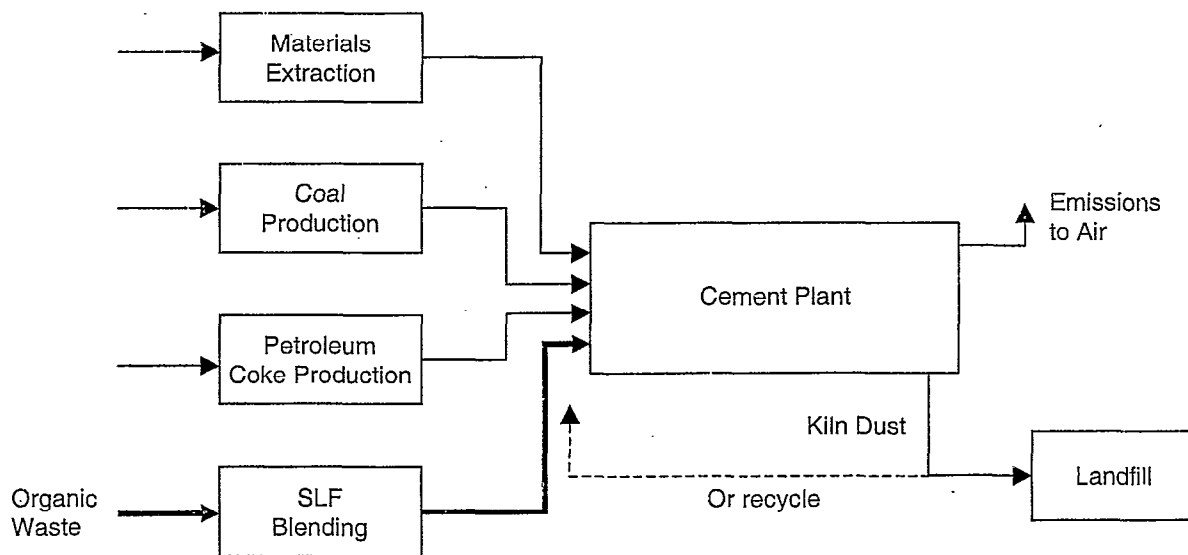 Materials
Extraction
Coal
Production
Emissions
to Air
Cement Plant
Petroleum
Coke Production
Kiln Dust
Landfill
Or recycle
Organic
Waste
SLF
Blending